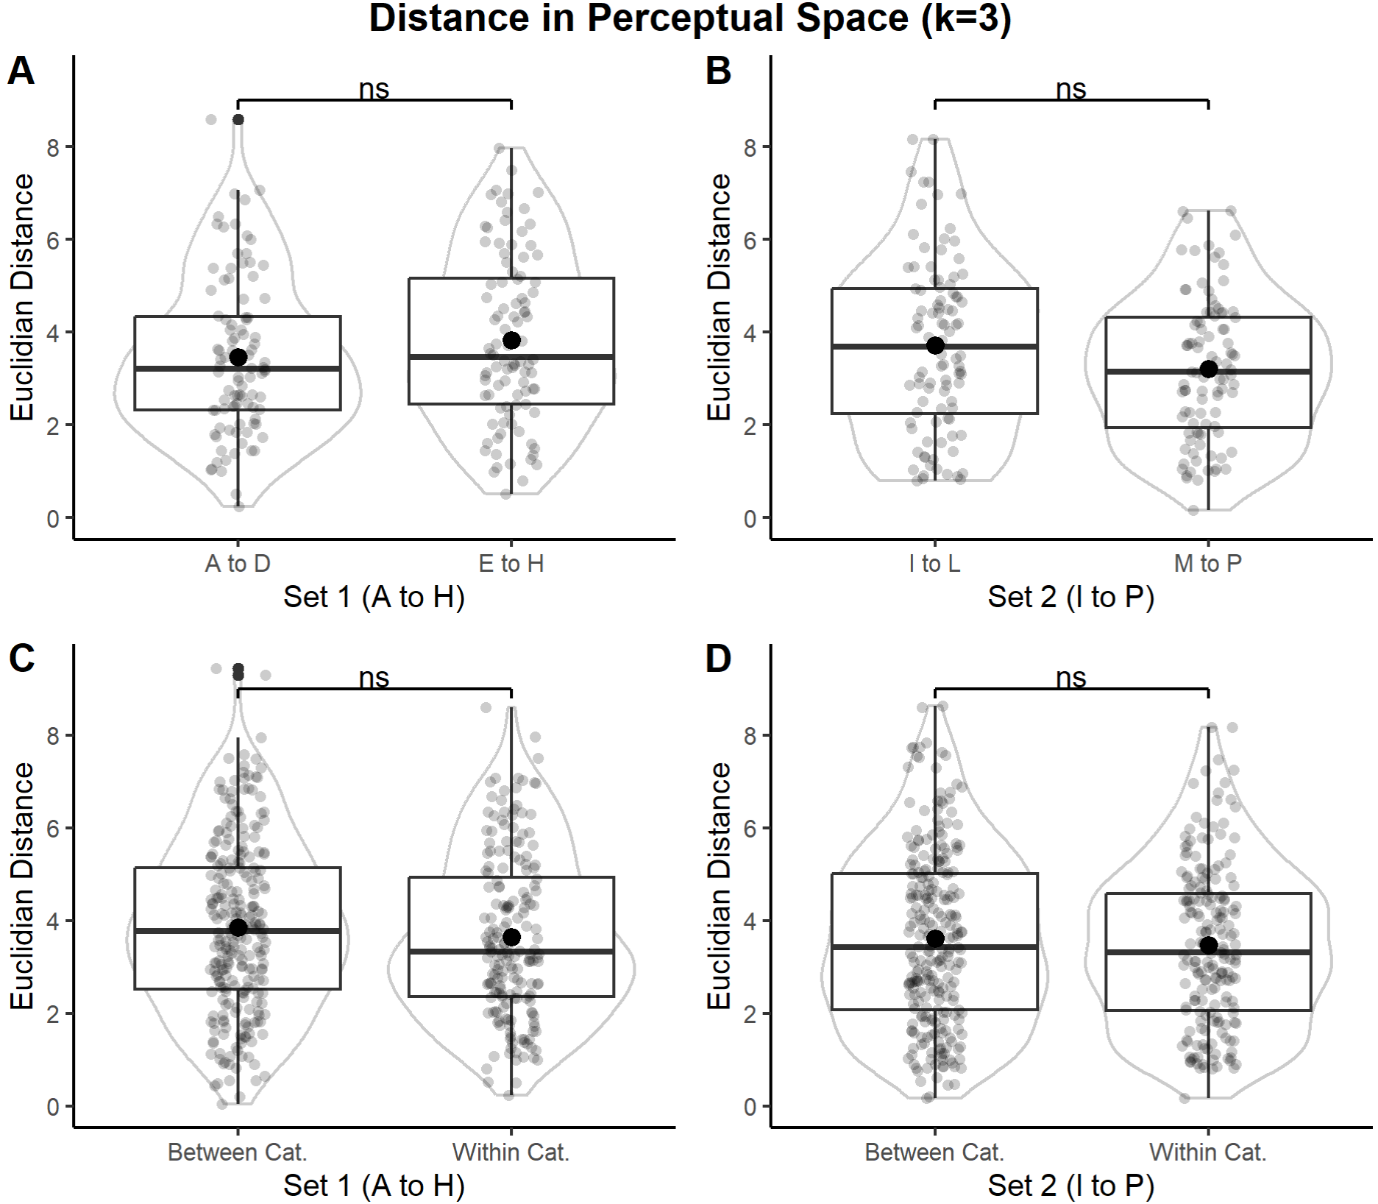 Distance in Perceptual Space (k=3)
A
ns
Euclidian Distance
8
6
4
2
0
A to D
E to H
Set 1 (A to H)
B
ns
Euclidian Distance
8
6
4
2
0
I to L
M to P
Set 2 (I to P)
C
ns
Euclidian Distance
8
6
4
2
0
Between Cat.
Within Cat.
Set 1 (A to H)
D
ns
Euclidian Distance
8
6
4
2
0
Between Cat.
Within Cat.
Set 2 (I to P)